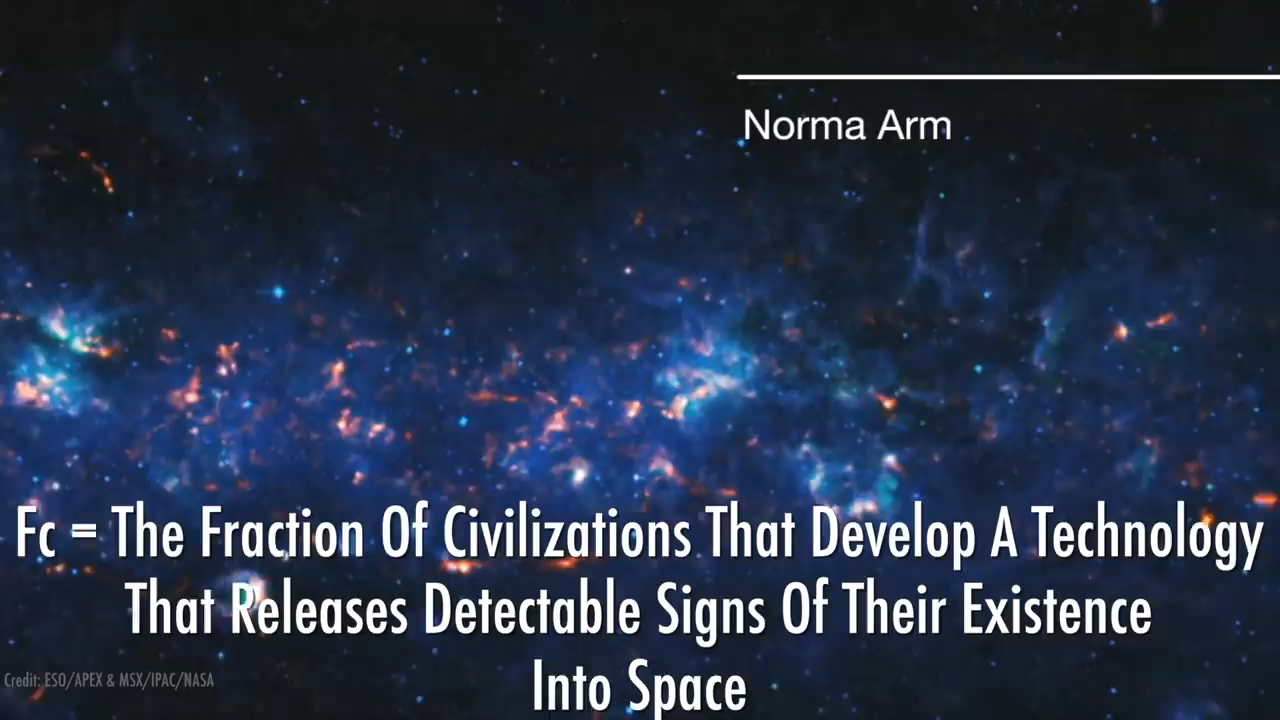 Norma Arm
Fc = The Fraction Of Civilizations That Develop A Technology
That Releases Detectable Signs Of Their Existence
Into Space
Credit: ESO/APEX & MSX/IPAC/NASA